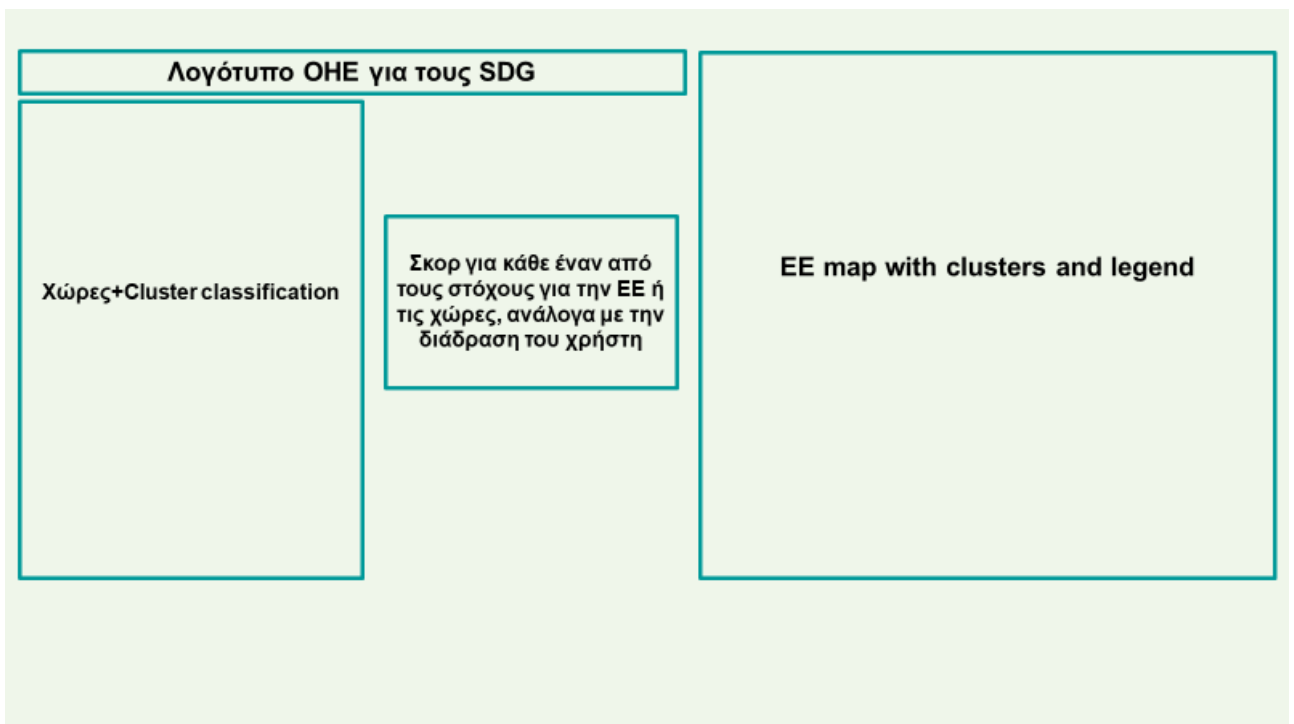 Λογότυπο ΟΗΕ για τους SDG
Χώρες+Cluster classification
Σκορ για κάθε έναν από
τους στόχους για την ΕΕ ή
τις χώρες, ανάλογα με την
διάδραση του χρήστη
ΕΕ map with clusters and legend